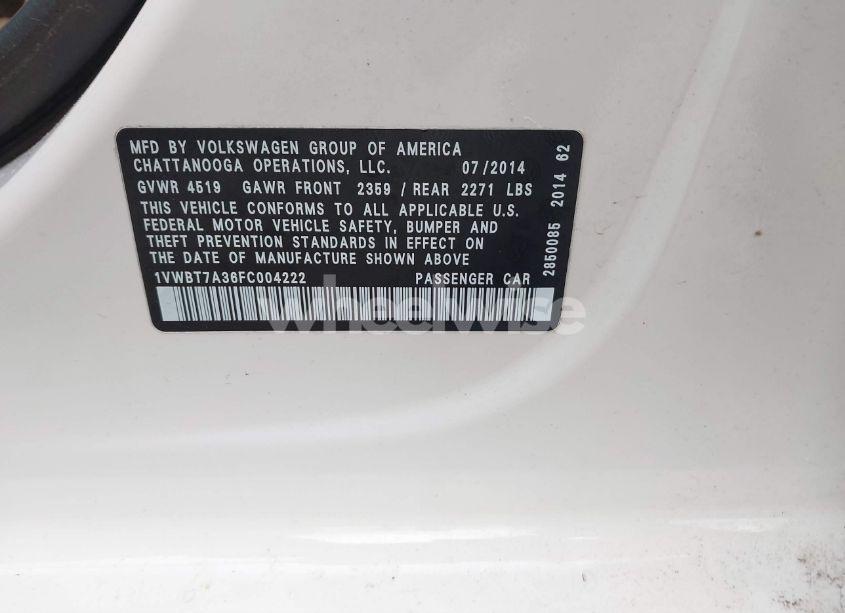 MFD BY VOLKSWAGEN GROUP OF AMERICA
CHATTANOOGA OPERATIONS, LLC. 07/2014
GVWR 4519 GAWR FRONT 2359 / REAR 2271 LBS
THIS VEHICLE CONFORMS TO ALL APPLICABLE U.S.
FEDERAL MOTOR VEHICLE SAFETY, BUMPER AND
THEFT PREVENTION STANDARDS IN EFFECT ON
THE DATE OF MANUFACTURE SHOWN ABOVE
1VWBT7A36FC004222 PASSENGER CAR
2850085 2014 62
wheelwise